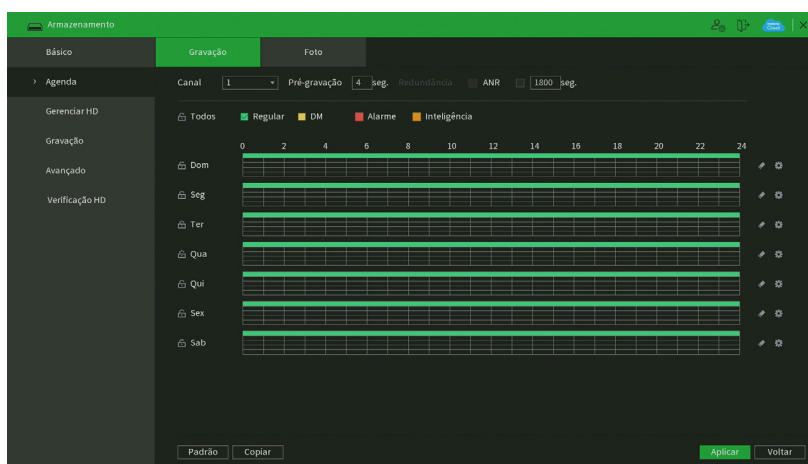 Armazenamento
Básico
Gravação
Foto
Agenda
Canal 1 Pré-gravação 4 seg. Redundância ANR 1800 seg.
Gerenciar HD
Todos Regular DM Alarme Inteligência
Gravação
0 2 4 6 8 10 12 14 16 18 20 22 24
Avançado
Dom
Verificação HD
Seg
Ter
Qua
Qui
Sex
Sab
Padrão Copiar Aplicar Voltar